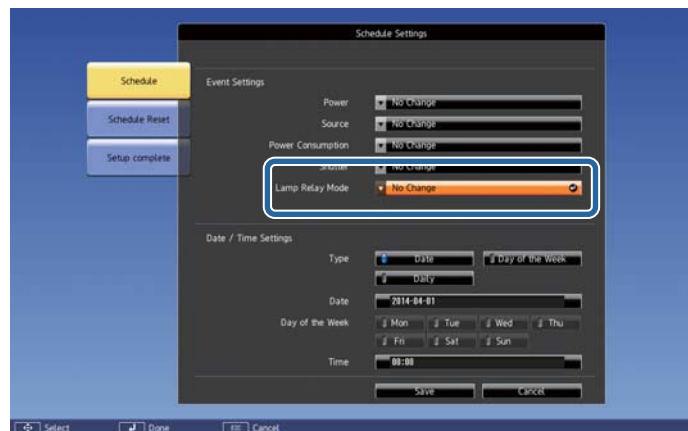 Schedule Settings
Schedule
Schedule Reset
Setup complete
Event Settings
Power No Change
Source No Change
Power Consumption No Change
Shutter No Change
Lamp Relay Mode No Change
Date / Time Settings
Type Date Day of the Week
Daily
Date 2014-04-01
Day of the Week Mon Tue Wed Thu
Fri Sat Sun
Time 08:00
Save Cancel
Select Done Cancel